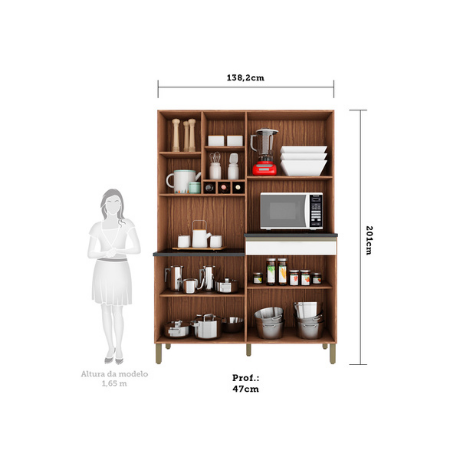 138,2cm
201cm
Altura da modelo
1,65 m
Prof.:
47cm